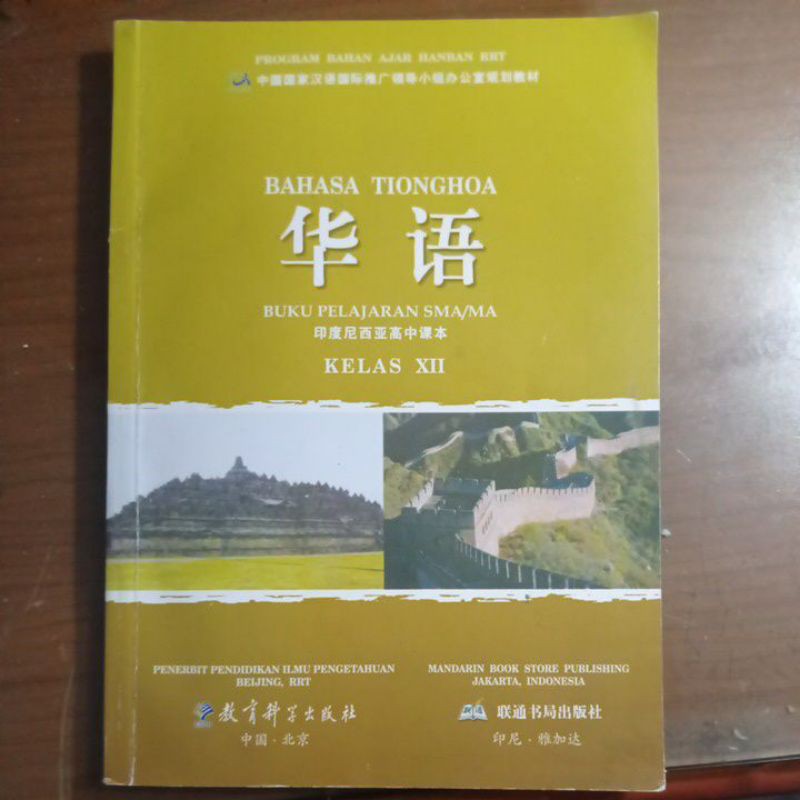 PROGRAM BAHAN AJAR HANBAN RRT
中国国家汉语国际推广领导小组办公室规划教材
BAHASA TIONGHOA
华语
BUKU PELAJARAN SMA/MA
印度尼西亚高中课本
KELAS XII
PENERBIT PENDIDIKAN ILMU PENGETAHUAN
BEIJING, RRT
教育科学出版社
中国·北京
MANDARIN BOOK STORE PUBLISHING
JAKARTA, INDONESIA
联通书局出版社
印尼·雅加达